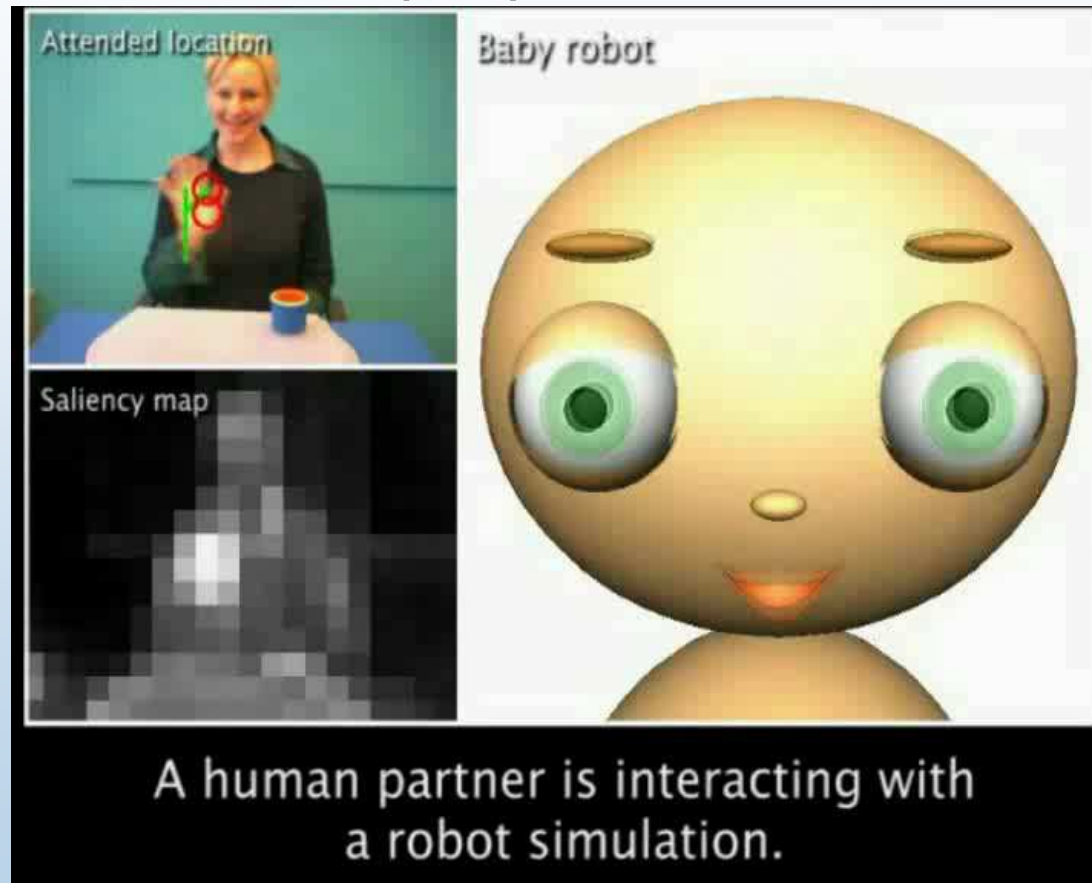 Attended location
Baby robot
Saliency map
A human partner is interacting with
a robot simulation.